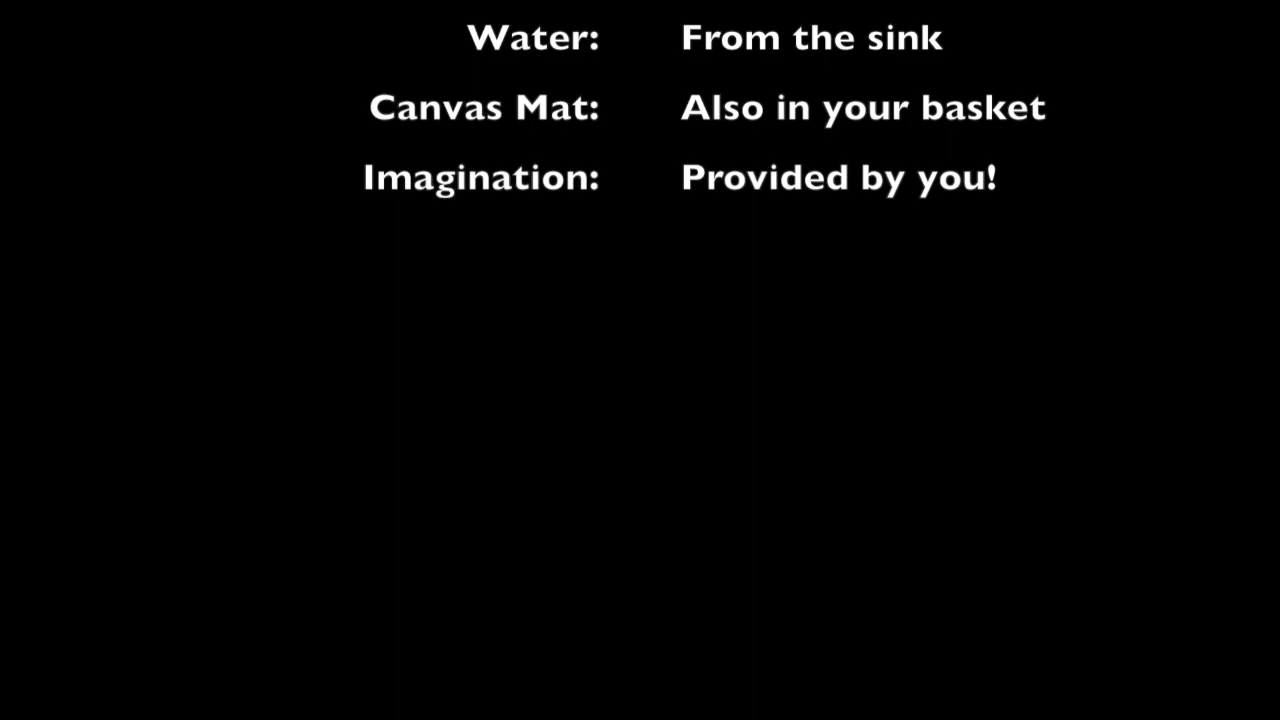 Water: From the sink
Canvas Mat: Also in your basket
Imagination: Provided by you!